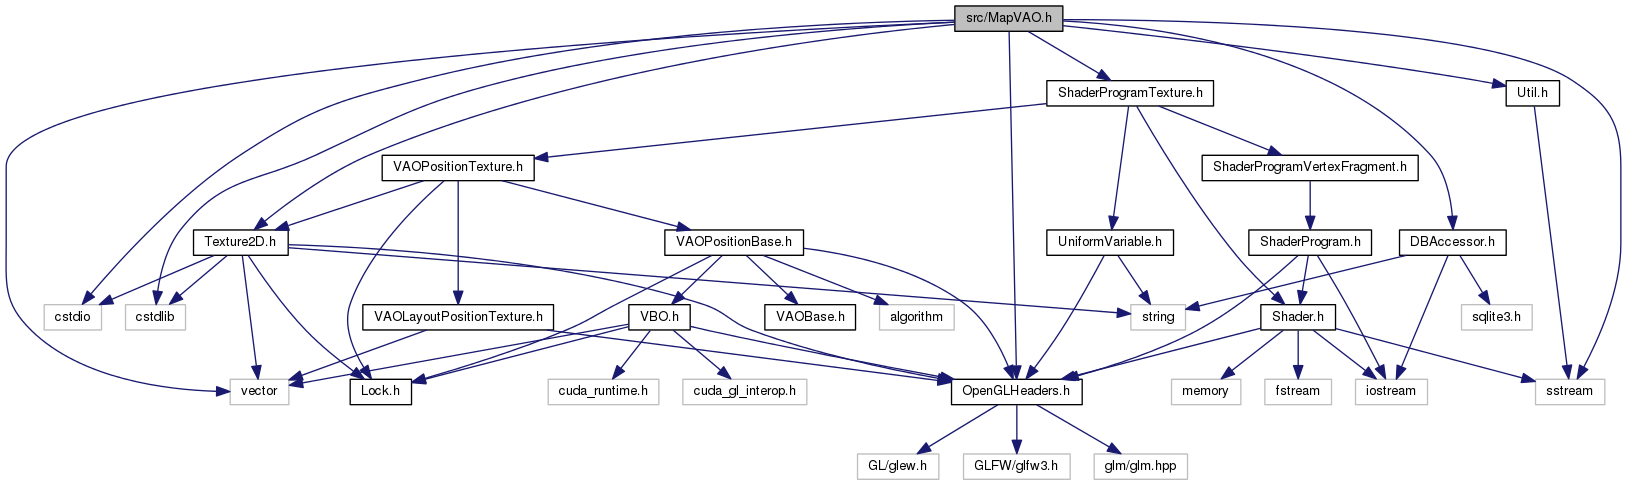 src/MapVAO.h
ShaderProgramTexture.h
Util.h
VAOPositionTexture.h
ShaderProgramVertexFragment.h
Texture2D.h
VAOPositionBase.h
UniformVariable.h
ShaderProgram.h
DBAccessor.h
cstdio
cstdlib
VAOLayoutPositionTexture.h
VBO.h
VAOBase.h
algorithm
string
Shader.h
sqlite3.h
vector
Lock.h
cuda_runtime.h
cuda_gl_interop.h
OpenGLHeaders.h
memory
fstream
iostream
sstream
GL/glew.h
GLFW/glfw3.h
glm/glm.hpp